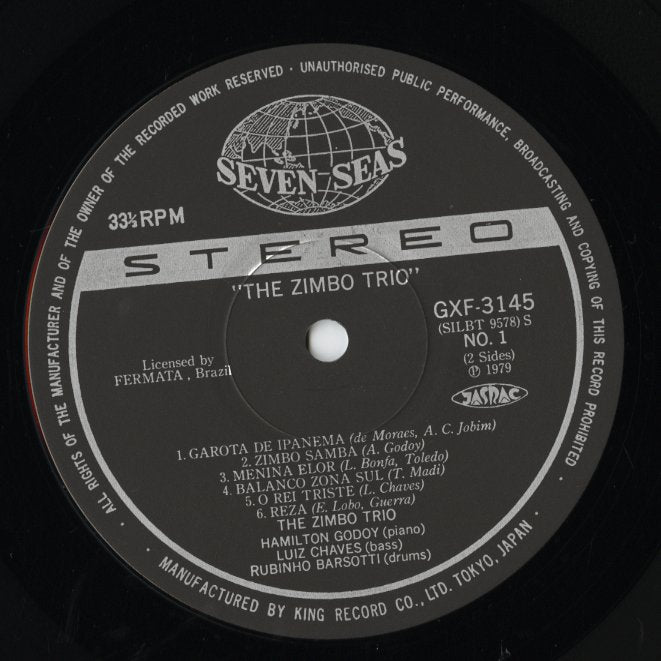 ALL RIGHTS OF THE MANUFACTURER AND OF THE OWNER OF THE RECORDED WORK RESERVED · UNAUTHORISED PUBLIC PERFORMANCE, BROADCASTING AND COPYING OF THIS RECORD PROHIBITED ·
SEVEN SEAS
33⅓ RPM
STEREO
"THE ZIMBO TRIO"
GXF-3145
(SILBT 9578) S
NO. 1
(2 Sides)
Ⓟ 1979
Licensed by
FERMATA , Brazil
JASRAC
1. GAROTA DE IPANEMA (de Moraes, A. C. Jobim)
2. ZIMBO SAMBA (A. Godoy)
3. MENINA ELOR (L. Bonfa, Toledo)
4. BALANCO ZONA SUL (T. Madi)
5. O REI TRISTE (L. Chaves)
6. REZA (E. Lobo, Guerra)
THE ZIMBO TRIO
HAMILTON GODOY (piano)
LUIZ CHAVES (bass)
RUBINHO BARSOTTI (drums)
· MANUFACTURED BY KING RECORD CO., LTD. TOKYO, JAPAN ·